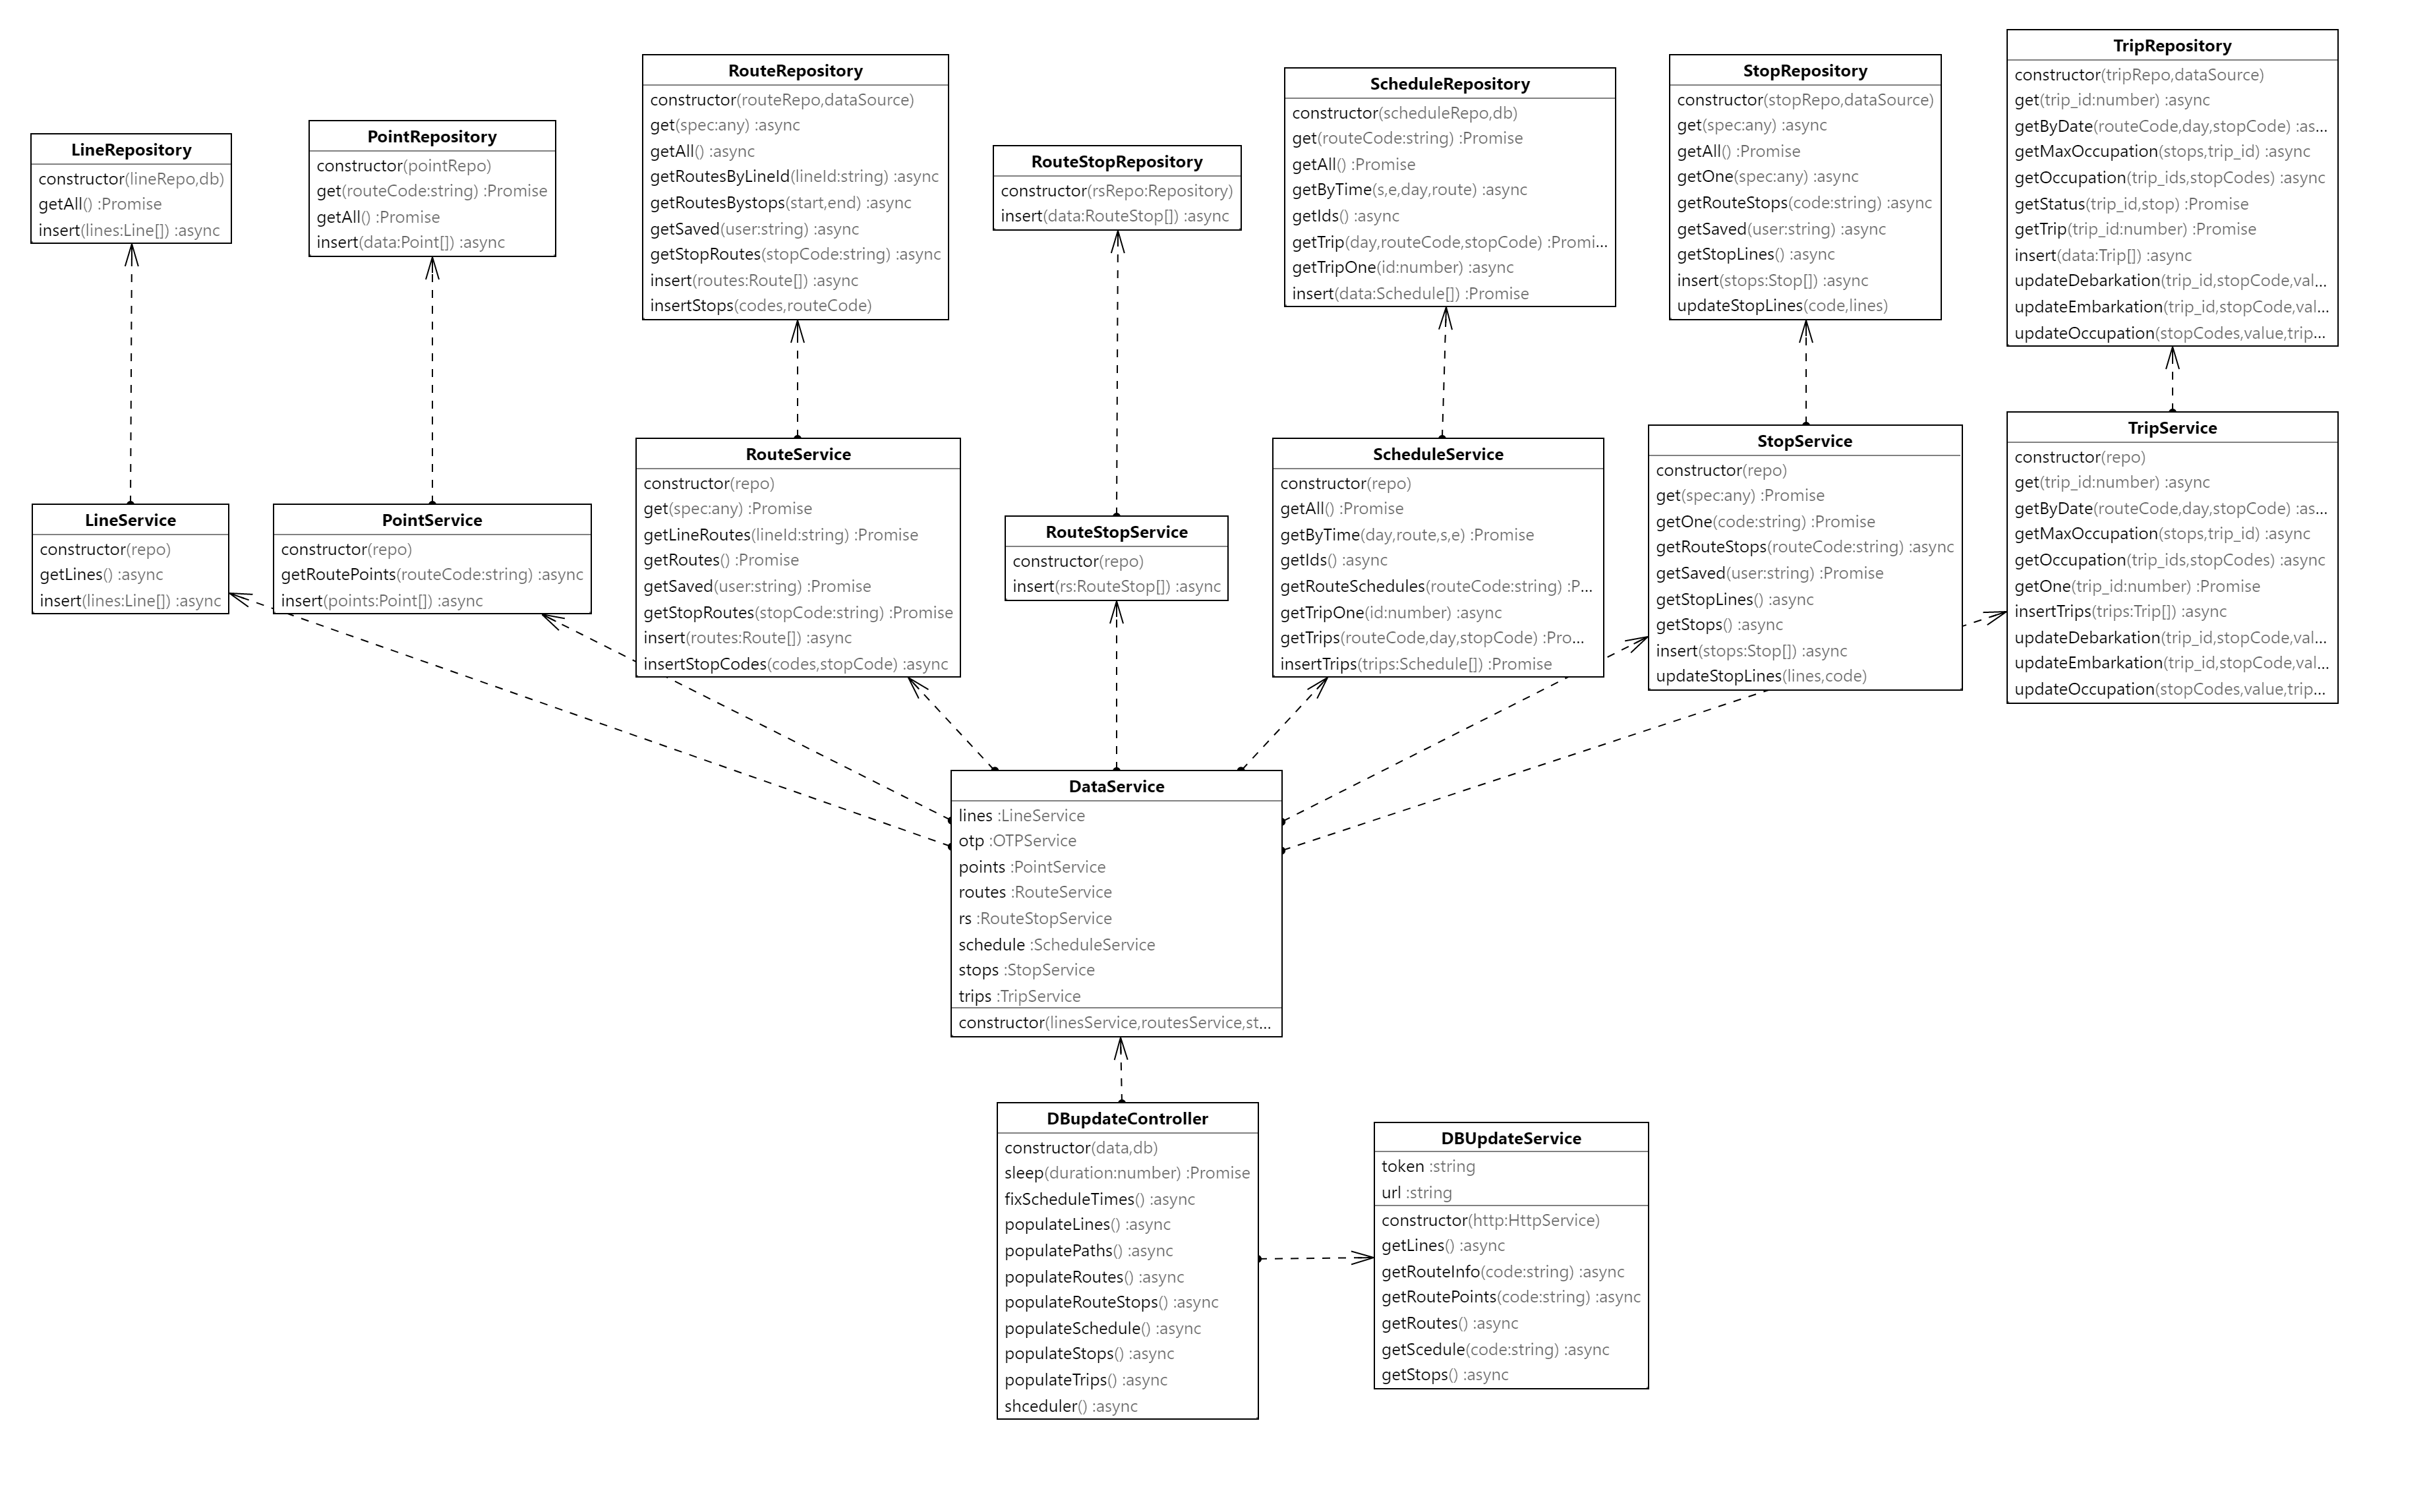 LineRepository
constructor(lineRepo,db)
getAll() :Promise
insert(lines:Line[]) :async
PointRepository
constructor(pointRepo)
get(routeCode:string) :Promise
getAll() :Promise
insert(data:Point[]) :async
RouteRepository
constructor(routeRepo,dataSource)
get(spec:any) :async
getAll() :async
getRoutesByLineId(lineId:string) :async
getRoutesBystops(start,end) :async
getSaved(user:string) :async
getStopRoutes(stopCode:string) :async
insert(routes:Route[]) :async
insertStops(codes,routeCode)
RouteStopRepository
constructor(rsRepo:Repository)
insert(data:RouteStop[]) :async
ScheduleRepository
constructor(scheduleRepo,db)
get(routeCode:string) :Promise
getAll() :Promise
getByTime(s,e,day,route) :async
getIds() :async
getTrip(day,routeCode,stopCode) :Promi...
getTripOne(id:number) :async
insert(data:Schedule[]) :Promise
StopRepository
constructor(stopRepo,dataSource)
get(spec:any) :async
getAll() :Promise
getOne(spec:any) :async
getRouteStops(code:string) :async
getSaved(user:string) :async
getStopLines() :async
insert(stops:Stop[]) :async
updateStopLines(code,lines)
TripRepository
constructor(tripRepo,dataSource)
get(trip_id:number) :async
getByDate(routeCode,day,stopCode) :as...
getMaxOccupation(stops,trip_id) :async
getOccupation(trip_ids,stopCodes) :async
getStatus(trip_id,stop) :Promise
getTrip(trip_id:number) :Promise
insert(data:Trip[]) :async
updateDebarkation(trip_id,stopCode,val...
updateEmbarkation(trip_id,stopCode,val...
updateOccupation(stopCodes,value,trip...
LineService
constructor(repo)
getLines() :async
insert(lines:Line[]) :async
PointService
constructor(repo)
getRoutePoints(routeCode:string) :async
insert(points:Point[]) :async
RouteService
constructor(repo)
get(spec:any) :Promise
getLineRoutes(lineId:string) :Promise
getRoutes() :Promise
getSaved(user:string) :Promise
getStopRoutes(stopCode:string) :Promise
insert(routes:Route[]) :async
insertStopCodes(codes,stopCode) :async
RouteStopService
constructor(repo)
insert(rs:RouteStop[]) :async
ScheduleService
constructor(repo)
getAll() :Promise
getByTime(day,route,s,e) :Promise
getIds() :async
getRouteSchedules(routeCode:string) :P...
getTripOne(id:number) :async
getTrips(routeCode,day,stopCode) :Pro...
insertTrips(trips:Schedule[]) :Promise
StopService
constructor(repo)
get(spec:any) :Promise
getOne(code:string) :Promise
getRouteStops(routeCode:string) :async
getSaved(user:string) :Promise
getStopLines() :async
getStops() :async
insert(stops:Stop[]) :async
updateStopLines(lines,code)
TripService
constructor(repo)
get(trip_id:number) :async
getByDate(routeCode,day,stopCode) :as...
getMaxOccupation(stops,trip_id) :async
getOccupation(trip_ids,stopCodes) :async
getOne(trip_id:number) :Promise
insertTrips(trips:Trip[]) :async
updateDebarkation(trip_id,stopCode,val...
updateEmbarkation(trip_id,stopCode,val...
updateOccupation(stopCodes,value,trip...
DataService
lines :LineService
otp :OTPService
points :PointService
routes :RouteService
rs :RouteStopService
schedule :ScheduleService
stops :StopService
trips :TripService
constructor(linesService,routesService,st...
DBupdateController
constructor(data,db)
sleep(duration:number) :Promise
fixScheduleTimes() :async
populateLines() :async
populatePaths() :async
populateRoutes() :async
populateRouteStops() :async
populateSchedule() :async
populateStops() :async
populateTrips() :async
shceduler() :async
DBUpdateService
token :string
url :string
constructor(http:HttpService)
getLines() :async
getRouteInfo(code:string) :async
getRoutePoints(code:string) :async
getRoutes() :async
getScedule(code:string) :async
getStops() :async